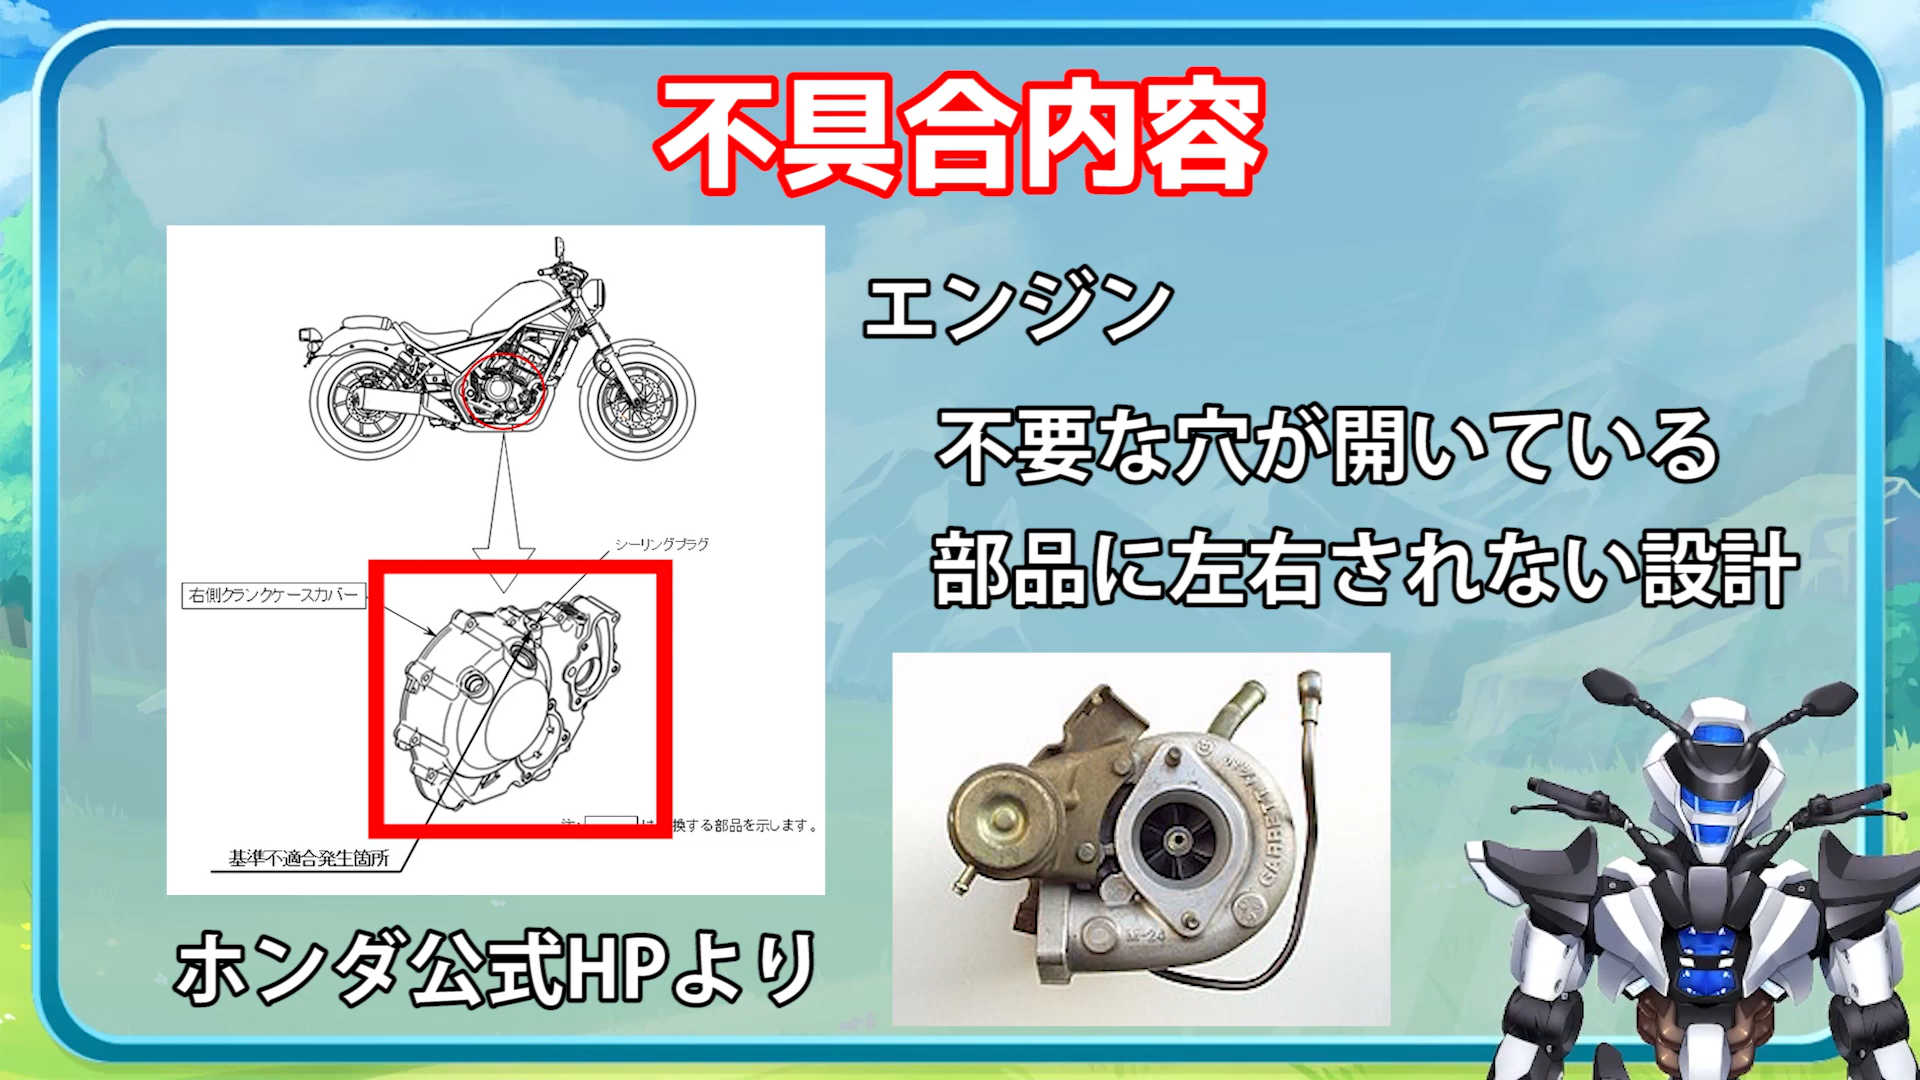 不具合内容
エンジン
不要な穴が開いている
部品に左右されない設計
シーリングプラグ
右側クランクケースカバー
換する部品を示します。
基準不適合発生箇所
ホンダ公式HPより
GARRETT
M-24